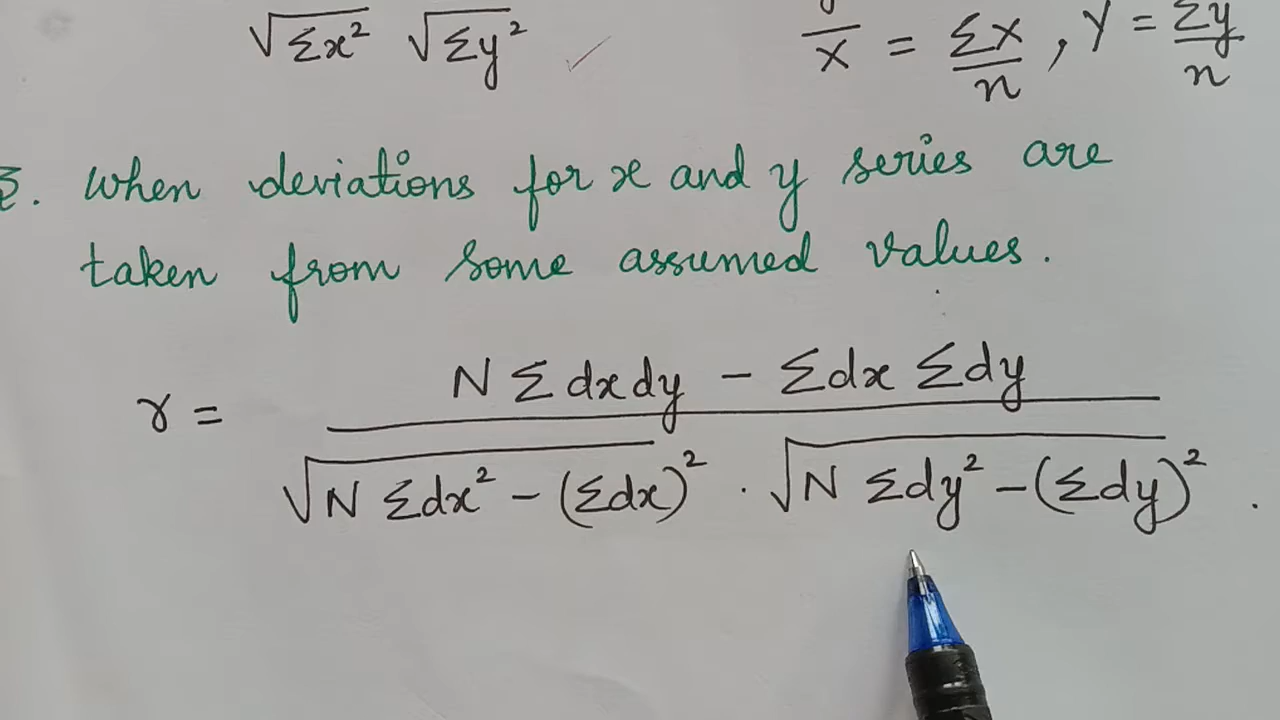 √Σx² √Σy²
x̄ = Σx/n , y = Σy/n
3. When deviations for x and y series are
taken from some assumed values.
r = (N Σdxdy - Σdx Σdy) / (√N Σdx² - (Σdx)² · √N Σdy² - (Σdy)²) .